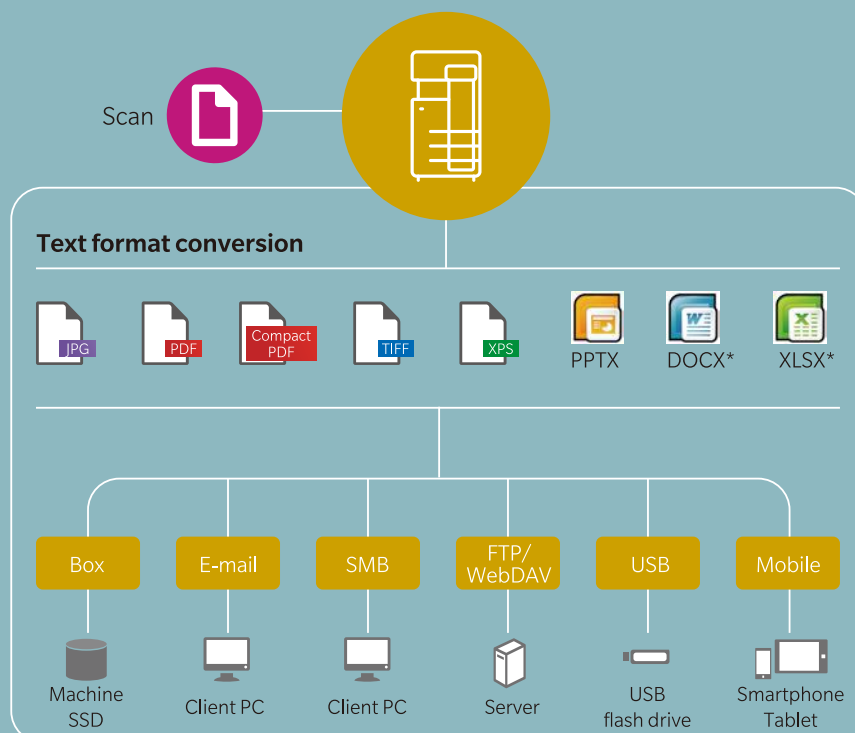 Scan
Text format conversion
JPG
PDF
Compact
PDF
TIFF
XPS
PPTX
DOCX*
XLSX*
Box
E-mail
SMB
FTP/
WebDAV
USB
Mobile
Machine
SSD
Client PC
Client PC
Server
USB
flash drive
Smartphone
Tablet